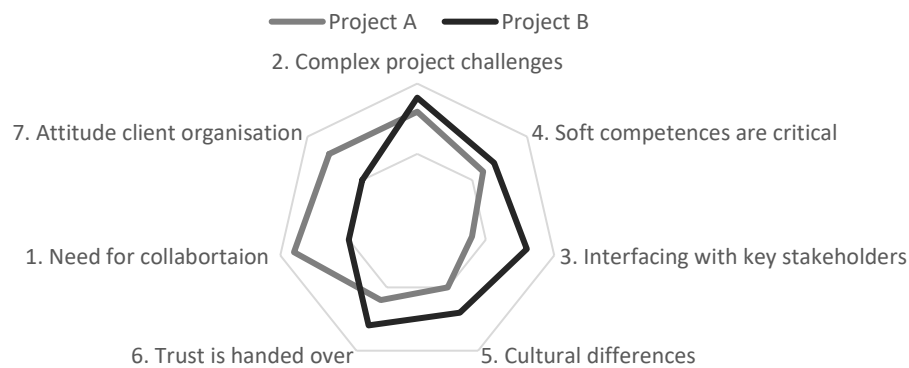 Project A Project B
2. Complex project challenges
7. Attitude client organisation
4. Soft competences are critical
1. Need for collabortaion
3. Interfacing with key stakeholders
6. Trust is handed over
5. Cultural differences